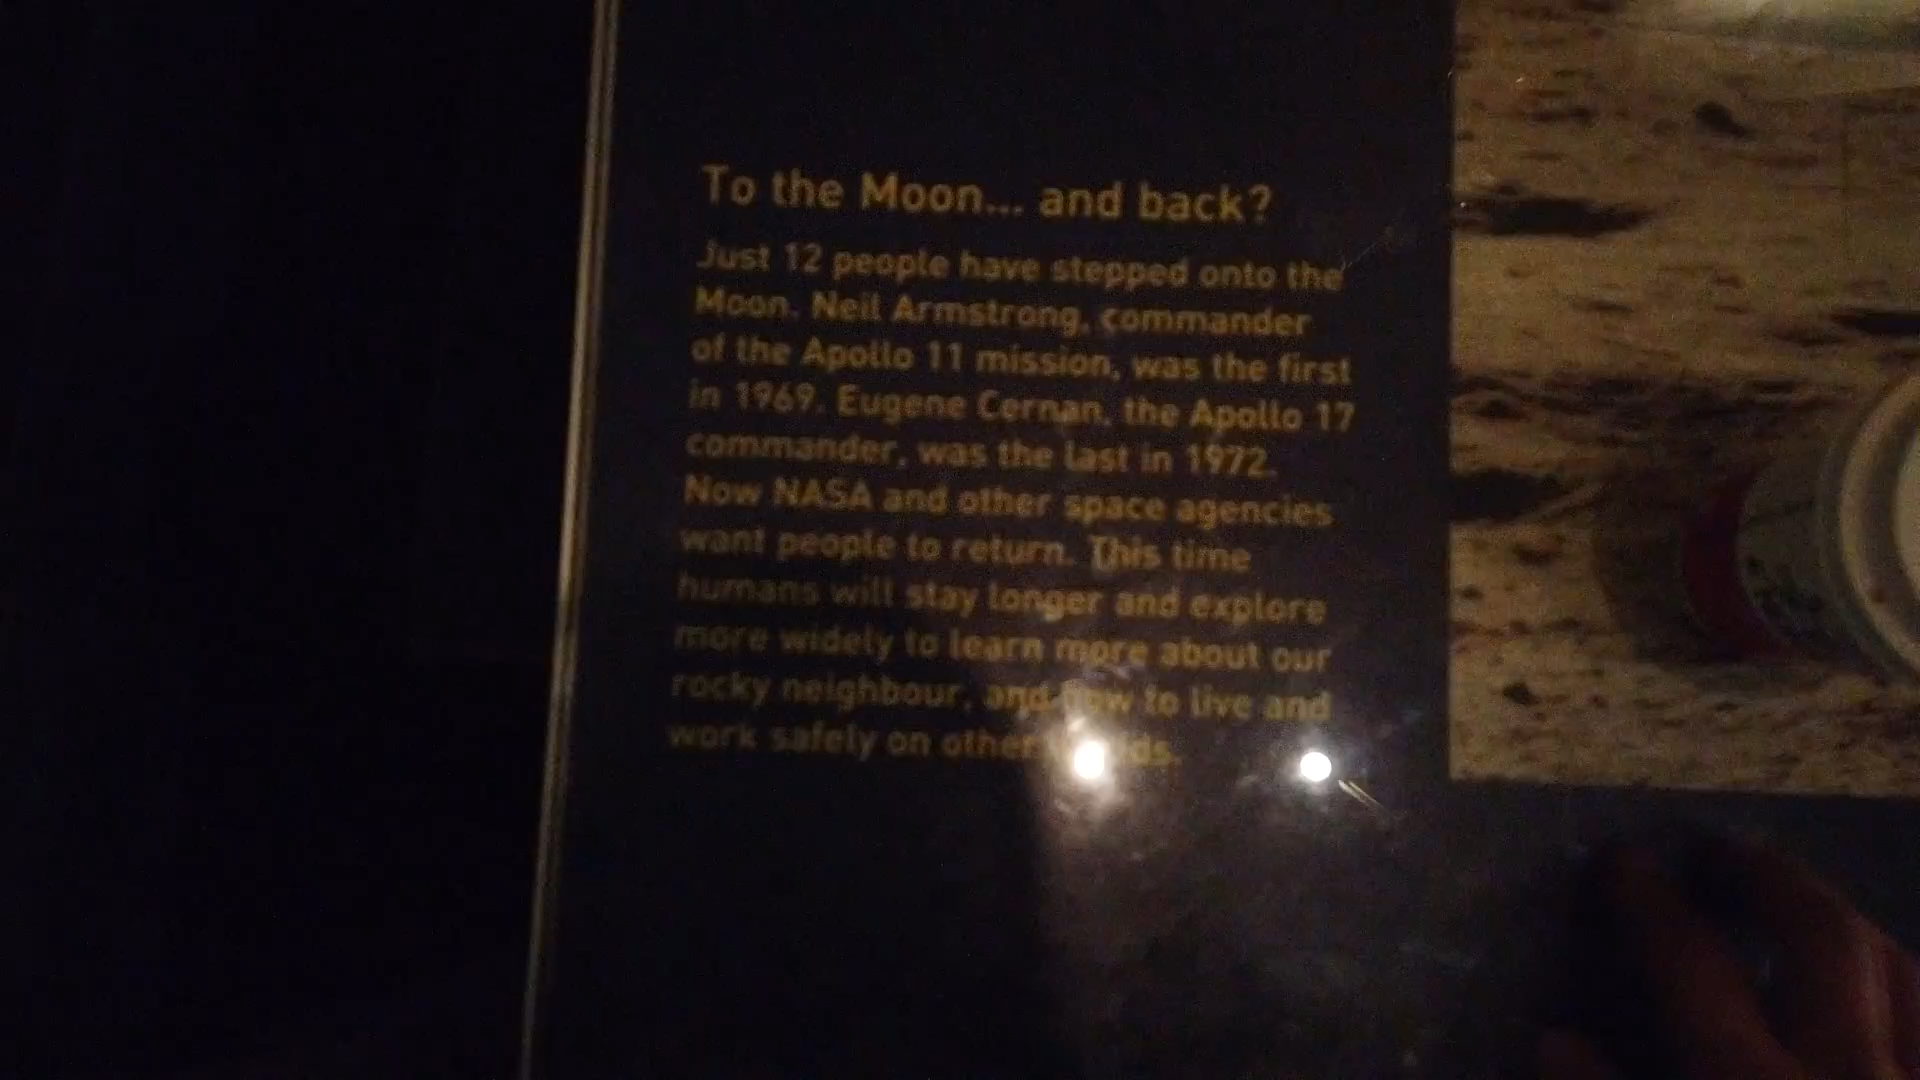 To the Moon... and back?
Just 12 people have stepped onto the
Moon. Neil Armstrong, commander
of the Apollo 11 mission, was the first
in 1969. Eugene Cernan, the Apollo 17
commander, was the last in 1972.
Now NASA and other space agencies
want people to return. This time
humans will stay longer and explore
more widely to learn more about our
rocky neighbour, and how to live and
work safely on other